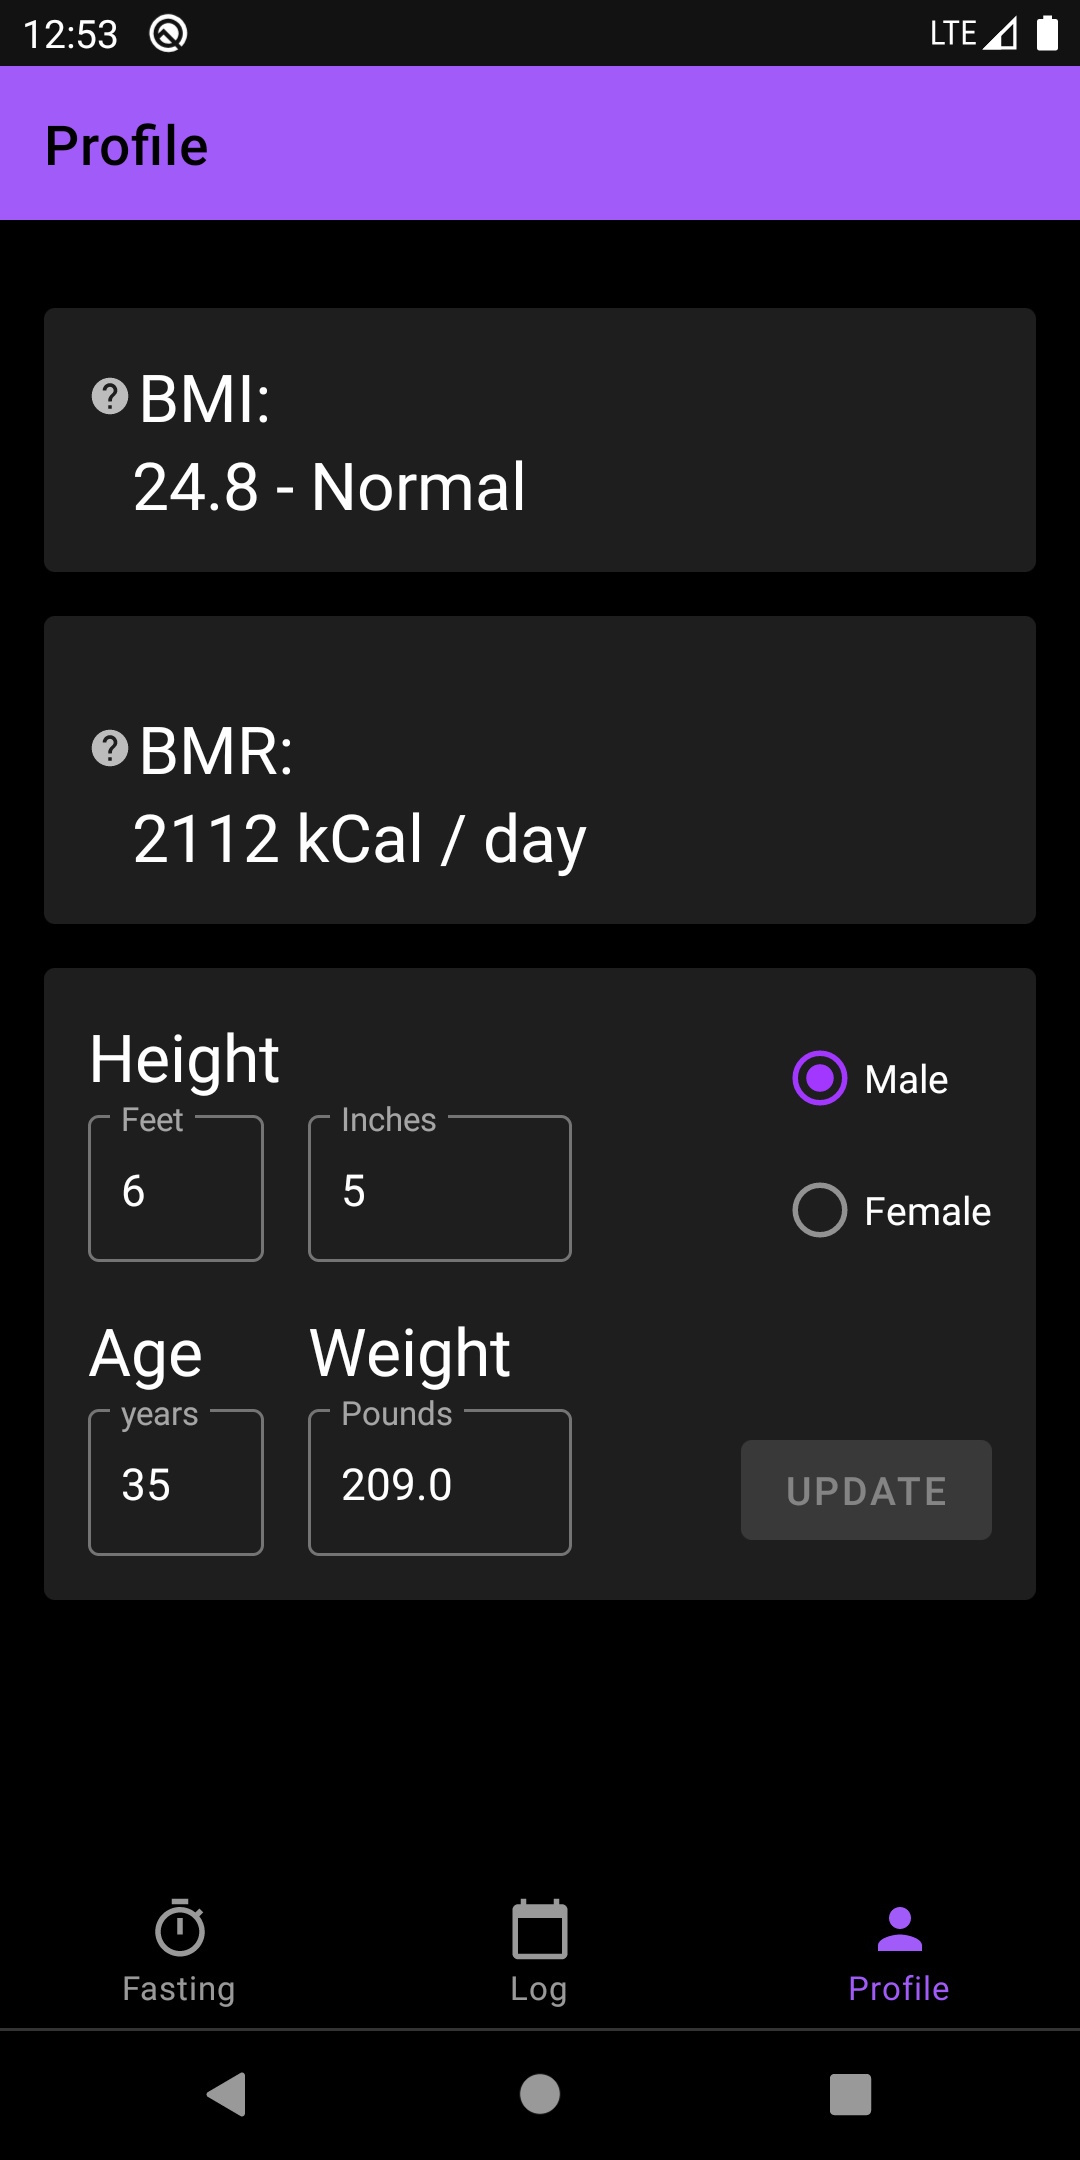 12:53
LTE
Profile
BMI:
24.8 - Normal
BMR:
2112 kCal / day
Height
Feet
Inches
6
5
Male
Female
Age
Weight
years
Pounds
35
209.0
UPDATE
Fasting
Log
Profile